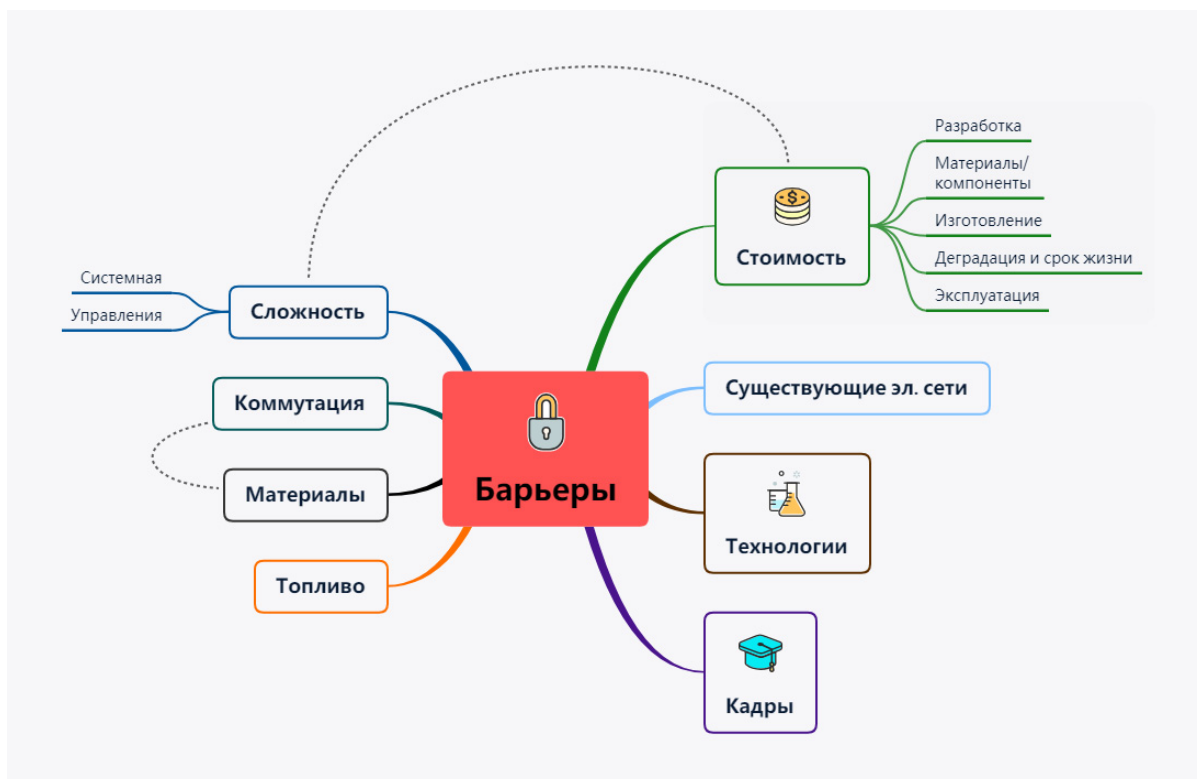 Разработка
Материалы/
компоненты
Изготовление
Деградация и срок жизни
Эксплуатация
Стоимость
Системная
Управления
Сложность
Коммутация
Материалы
Топливо
Барьеры
Существующие эл. сети
Технологии
Кадры